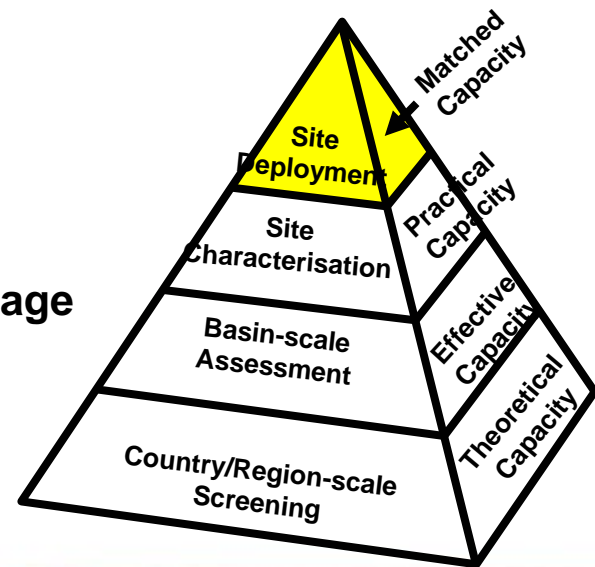 Matched
Capacity
Site
Deployment
Practical
Capacity
Site
Characterisation
age
Effective
Capacity
Basin-scale
Assessment
Theoretical
Capacity
Country/Region-scale
Screening